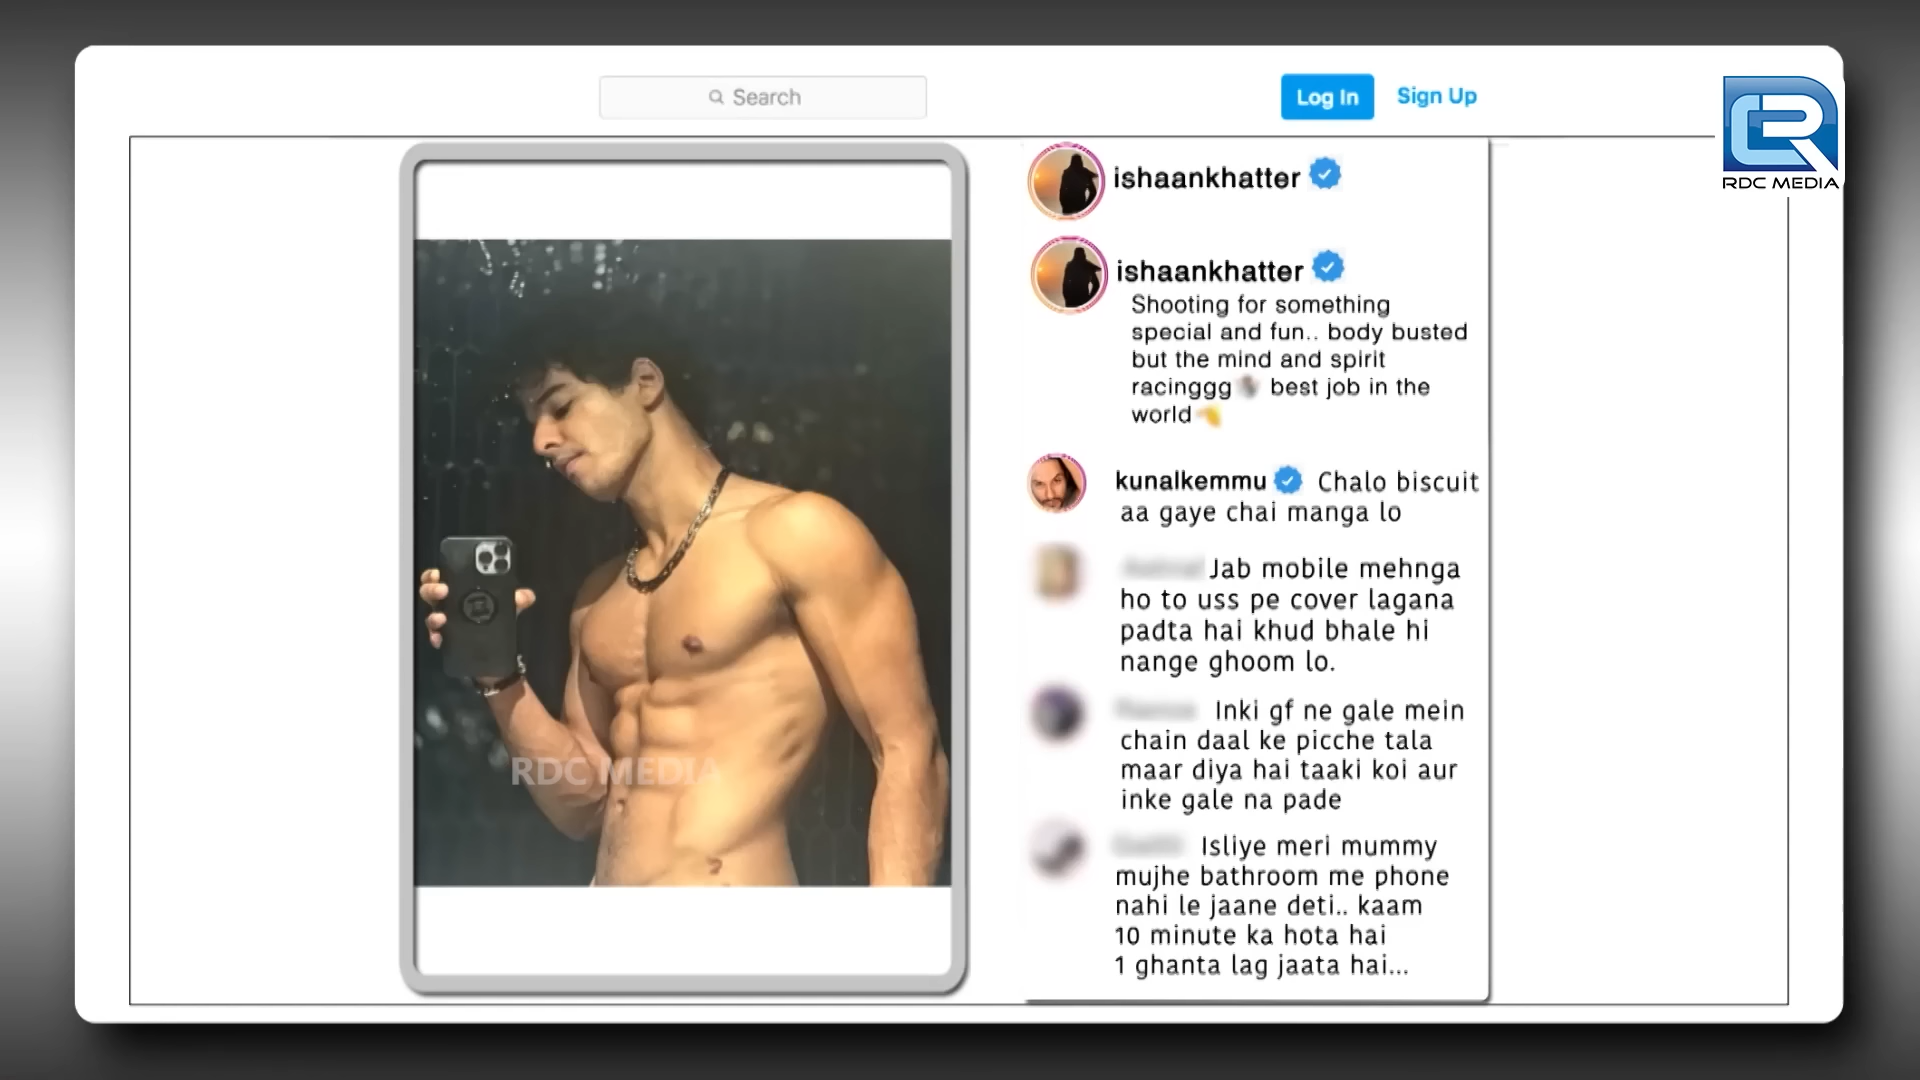 Search
Log In
Sign Up
RDC MEDIA
ishaankhatter
ishaankhatter
Shooting for something
special and fun.. body busted
but the mind and spirit
racinggg best job in the
world
kunalkemmu Chalo biscuit
aa gaye chai manga lo
Jab mobile mehnga
ho to uss pe cover lagana
padta hai khud bhale hi
nange ghoom lo.
Inki gf ne gale mein
chain daal ke picche tala
maar diya hai taaki koi aur
inke gale na pade
Isliye meri mummy
mujhe bathroom me phone
nahi le jaane deti.. kaam
10 minute ka hota hai
1 ghanta lag jaata hai...
RDC MEDIA